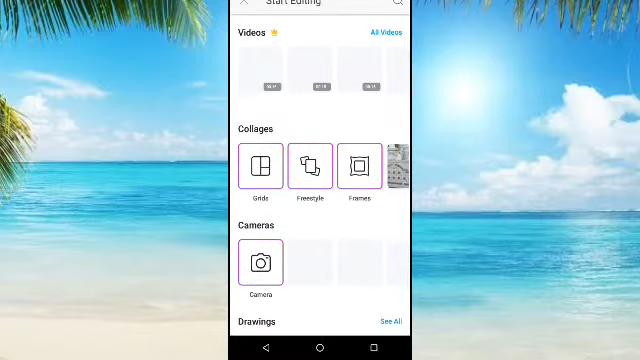 Start Editing
Videos
All Videos
Collages
Grids
Freestyle
Frames
Cameras
Camera
Drawings
See All